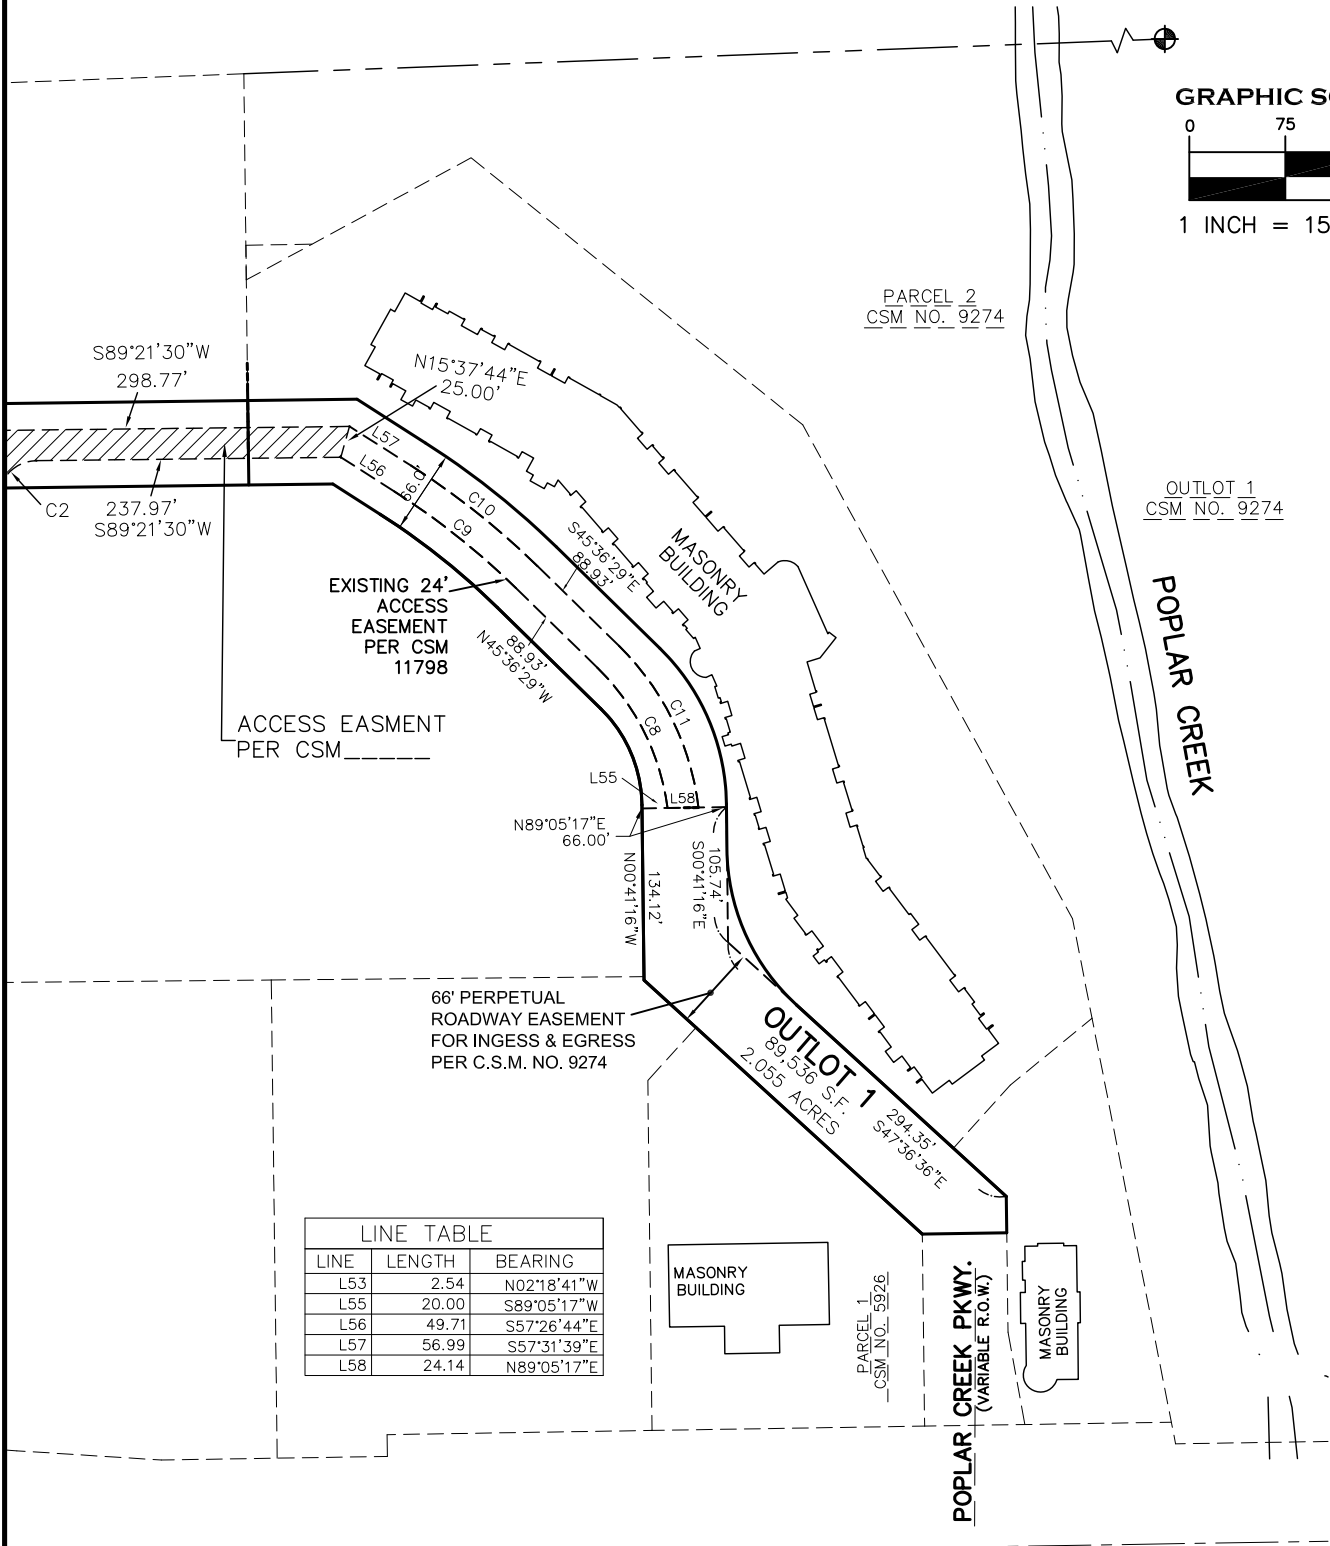 GRAPHIC S
0 75
1 INCH = 15
PARCEL 2
CSM NO. 9274
S89°21'30"W
298.77'
N15°37'44"E
25.00'
L57
L56
66.0'
C10
C9
C2
237.97'
S89°21'30"W
OUTLOT 1
CSM NO. 9274
S45°36'29"E
88.93'
MASONRY
BUILDING
EXISTING 24'
ACCESS
EASEMENT
PER CSM
11798
88.93'
N45°36'29"W
POPLAR CREEK
ACCESS EASMENT
PER CSM_____
C8
C11
L55
L58
N89°05'17"E
66.00'
134.12'
N00°41'16"W
105.74'
S00°41'16"E
66' PERPETUAL
ROADWAY EASEMENT
FOR INGESS & EGRESS
PER C.S.M. NO. 9274
OUTLOT 1
89,536 S.F.
2.055 ACRES
294.35'
S47°36'36"E
LINE TABLE
LINE LENGTH BEARING
L53 2.54 N02°18'41"W
L55 20.00 S89°05'17"W
L56 49.71 S57°26'44"E
L57 56.99 S57°31'39"E
L58 24.14 N89°05'17"E
MASONRY
BUILDING
PARCEL 1
CSM NO. 5926
POPLAR CREEK PKWY.
(VARIABLE R.O.W.)
MASONRY
BUILDING